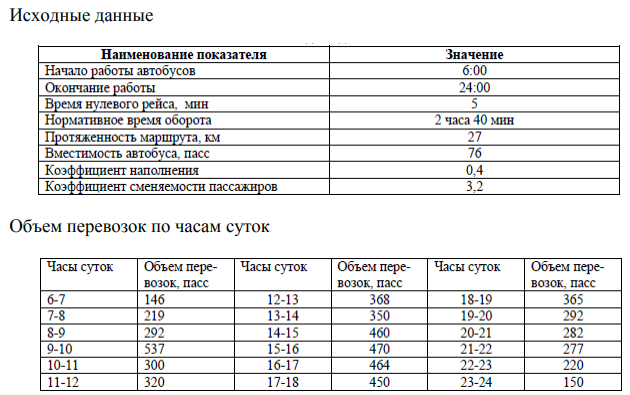 Исходные данные
Наименование показателя Значение
Начало работы автобусов 6:00
Окончание работы 24:00
Время нулевого рейса, мин 5
Нормативное время оборота 2 часа 40 мин
Протяженность маршрута, км 27
Вместимость автобуса, пасс 76
Коэффициент наполнения 0,4
Коэффициент сменяемости пассажиров 3,2
Объем перевозок по часам суток
Часы суток Объем пере- Часы суток Объем пере- Часы суток Объем пере-
возок, пасс возок, пасс возок, пасс
6-7 146 12-13 368 18-19 365
7-8 219 13-14 350 19-20 292
8-9 292 14-15 460 20-21 282
9-10 537 15-16 470 21-22 277
10-11 300 16-17 464 22-23 220
11-12 320 17-18 450 23-24 150